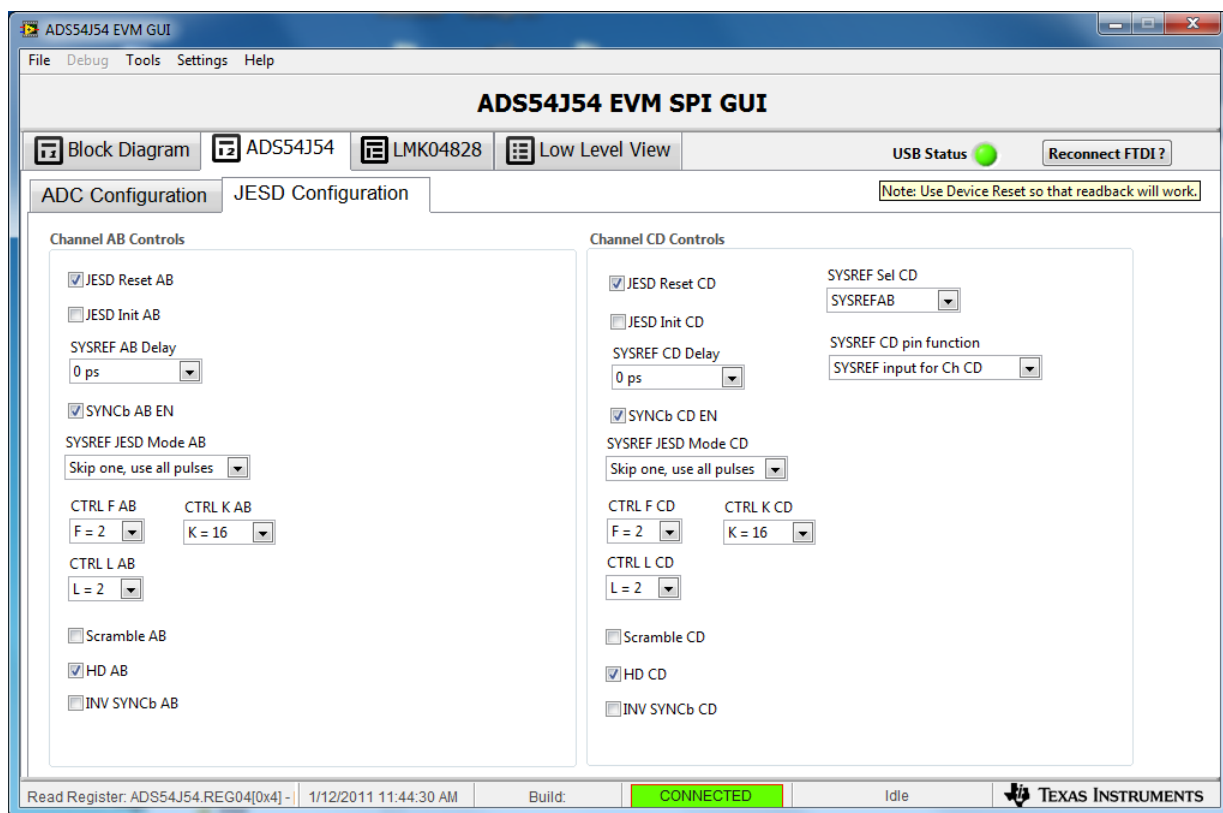 ADS54J54 EVM GUI
File Debug Tools Settings Help
ADS54J54 EVM SPI GUI
Block Diagram ADS54J54 LMK04828 Low Level View USB Status Reconnect FTDI ?
ADC Configuration JESD Configuration Note: Use Device Reset so that readback will work.
Channel AB Controls
JESD Reset AB
JESD Init AB
SYSREF AB Delay
0 ps
SYNCb AB EN
SYSREF JESD Mode AB
Skip one, use all pulses
CTRL F AB CTRL K AB
F = 2 K = 16
CTRL L AB
L = 2
Scramble AB
HD AB
INV SYNCb AB
Channel CD Controls
JESD Reset CD
JESD Init CD
SYSREF CD Delay
0 ps
SYNCb CD EN
SYSREF JESD Mode CD
Skip one, use all pulses
CTRL F CD CTRL K CD
F = 2 K = 16
CTRL L CD
L = 2
Scramble CD
HD CD
INV SYNCb CD
SYSREF Sel CD
SYSREFAB
SYSREF CD pin function
SYSREF input for Ch CD
Read Register: ADS54J54.REG04[0x4] - 1/12/2011 11:44:30 AM Build: CONNECTED Idle TEXAS INSTRUMENTS